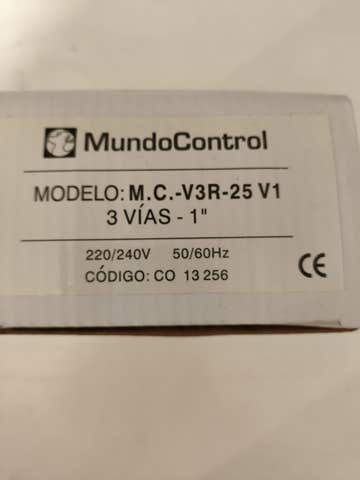 MundoControl
MODELO: M.C.-V3R-25 V1
3 VÍAS - 1"
220/240V 50/60Hz
CÓDIGO: CO 13 256
CE